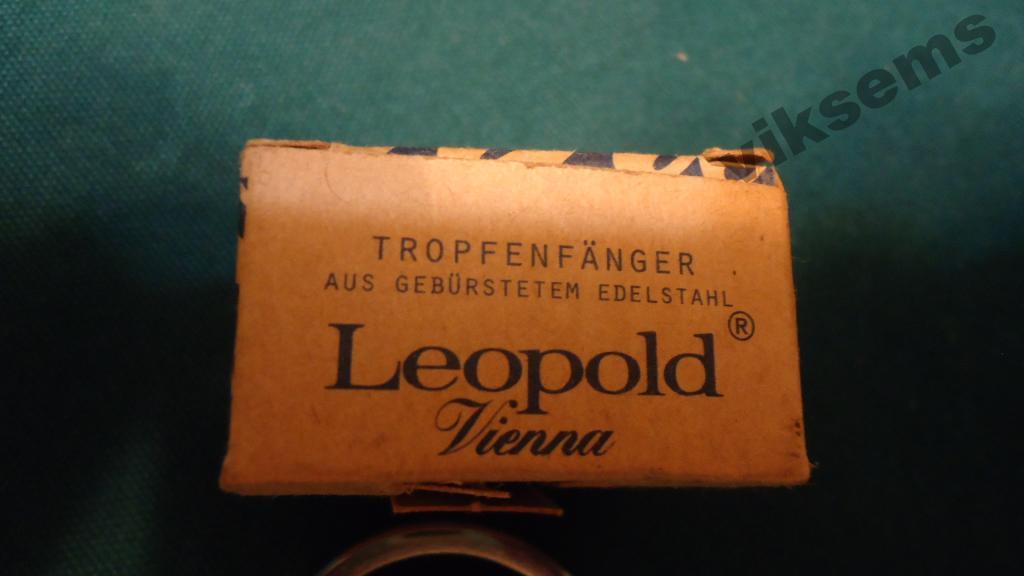 viksems
TROPFENFÄNGER
AUS GEBÜRSTETEM EDELSTAHL
Leopold®
Vienna